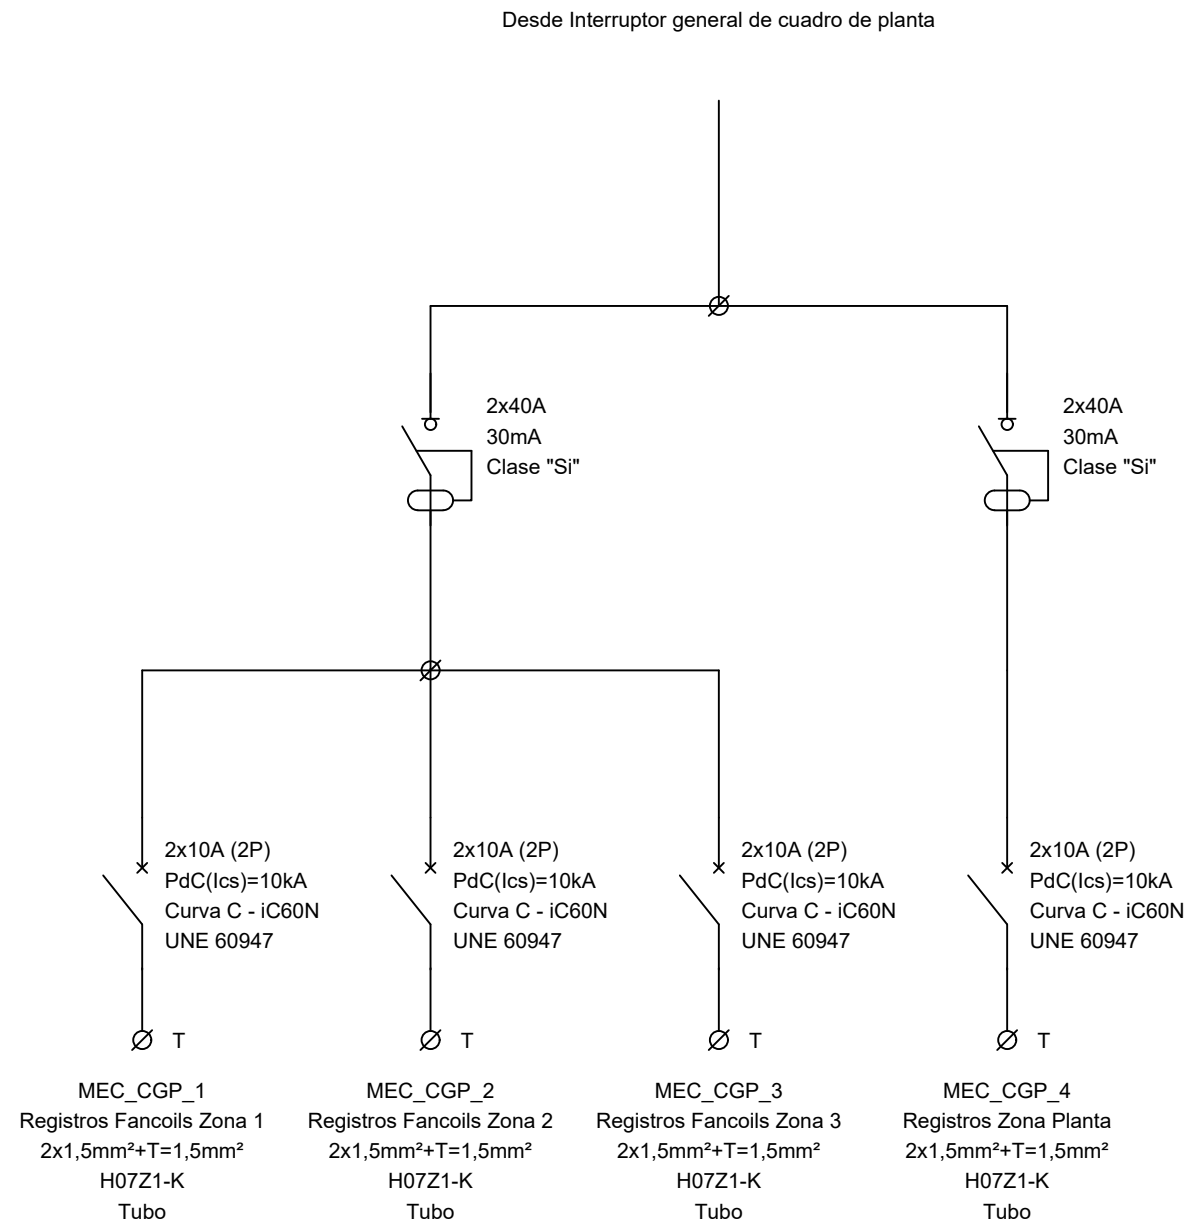 Desde Interruptor general de cuadro de planta
2x40A
30mA
Clase "Si"
2x40A
30mA
Clase "Si"
2x10A (2P)
PdC(Ics)=10kA
Curva C - iC60N
UNE 60947
2x10A (2P)
PdC(Ics)=10kA
Curva C - iC60N
UNE 60947
2x10A (2P)
PdC(Ics)=10kA
Curva C - iC60N
UNE 60947
2x10A (2P)
PdC(Ics)=10kA
Curva C - iC60N
UNE 60947
T
T
T
T
MEC_CGP_1
Registros Fancoils Zona 1
2x1,5mm²+T=1,5mm²
H07Z1-K
Tubo
MEC_CGP_2
Registros Fancoils Zona 2
2x1,5mm²+T=1,5mm²
H07Z1-K
Tubo
MEC_CGP_3
Registros Fancoils Zona 3
2x1,5mm²+T=1,5mm²
H07Z1-K
Tubo
MEC_CGP_4
Registros Zona Planta
2x1,5mm²+T=1,5mm²
H07Z1-K
Tubo